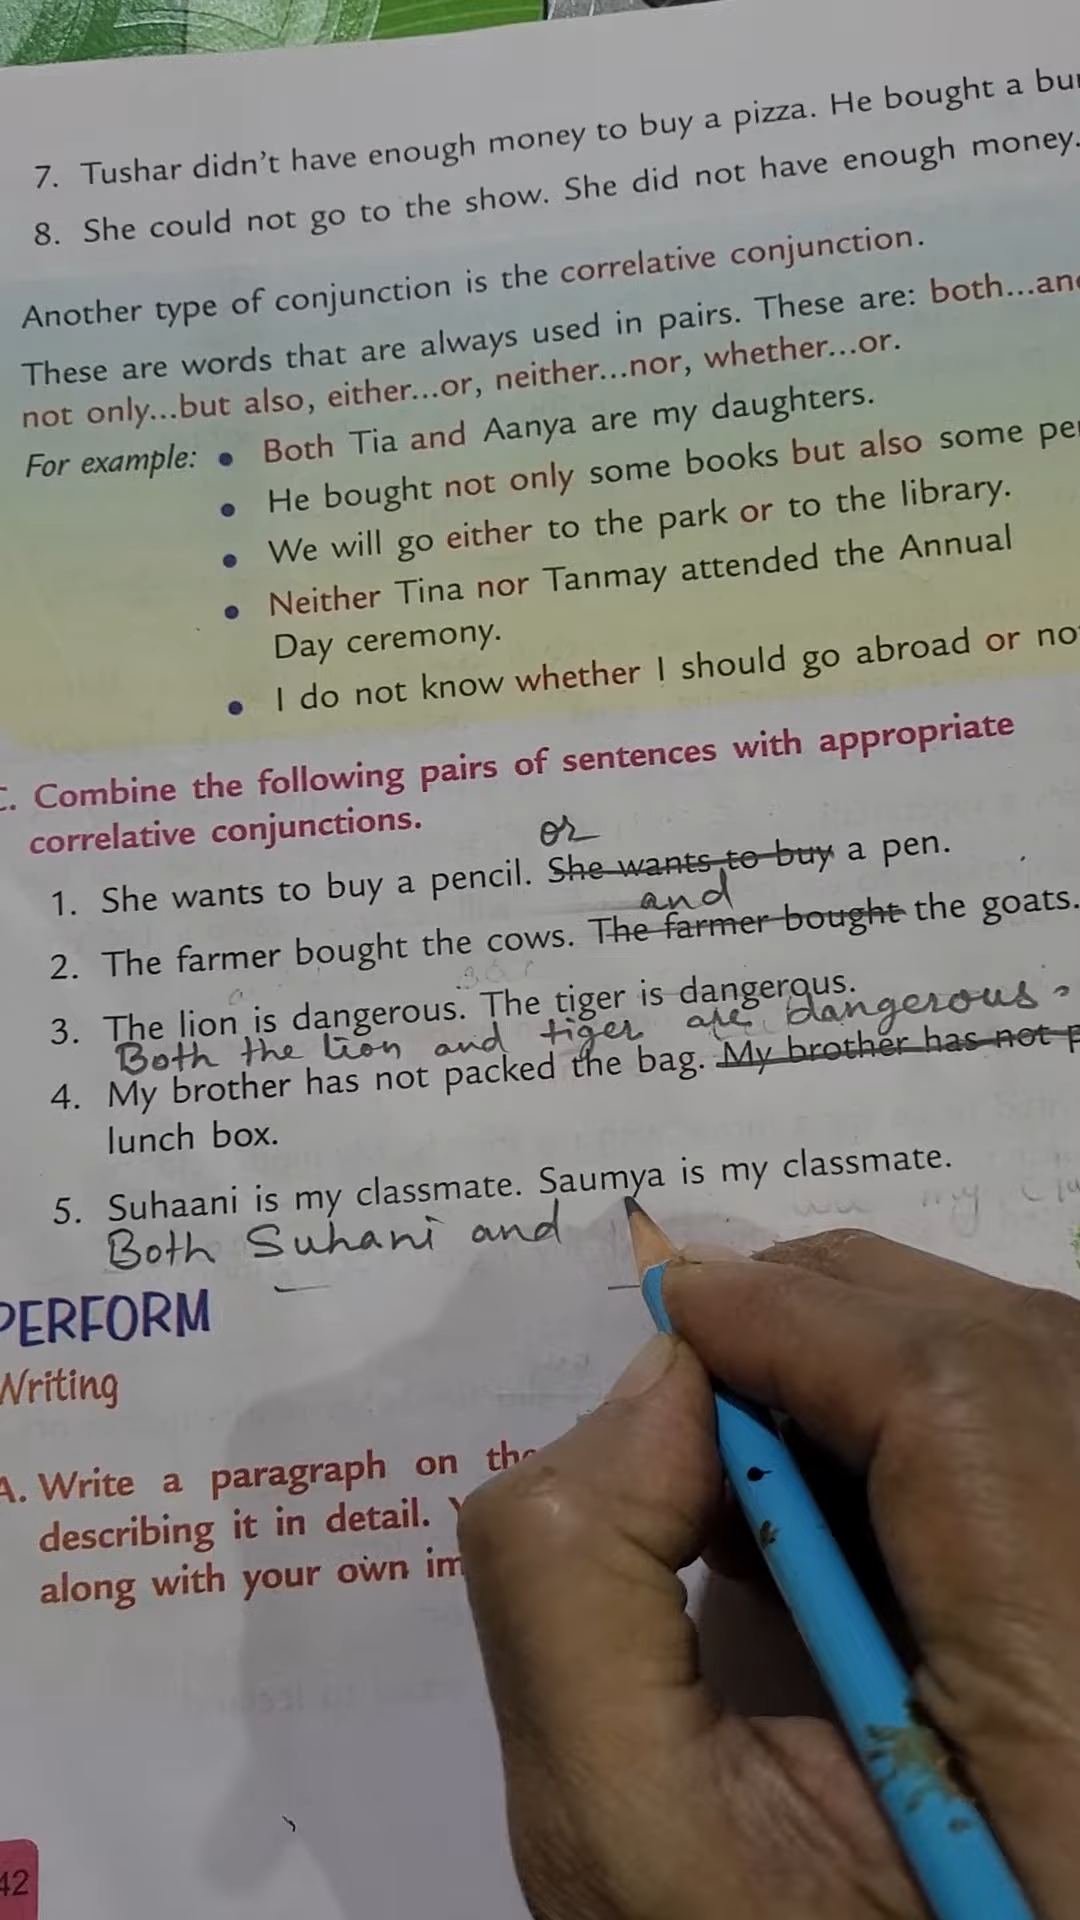 7. Tushar didn't have enough money to buy a pizza. He bought a
8. She could not go to the show. She did not have enough money.
Another type of conjunction is the correlative conjunction.
These are words that are always used in pairs. These are: both...an
not only...but also, either...or, neither...nor, whether...or.
For example: • Both Tia and Aanya are my daughters.
• He bought not only some books but also some
• We will go either to the park or to the library.
• Neither Tina nor Tanmay attended the Annual
Day ceremony.
• I do not know whether I should go abroad or
C. Combine the following pairs of sentences with appropriate
correlative conjunctions.
or
1. She wants to buy a pencil. She wants to buy a pen.
and
2. The farmer bought the cows. The farmer bought the goats.
3. The lion is dangerous. The tiger is dangerous.
Both the lion and tiger are dangerous.
4. My brother has not packed the bag. My brother has not p
lunch box.
5. Suhaani is my classmate. Saumya is my classmate.
Both Suhani and
PERFORM
Writing
A. Write a paragraph on the
describing it in detail.
along with your own im
42